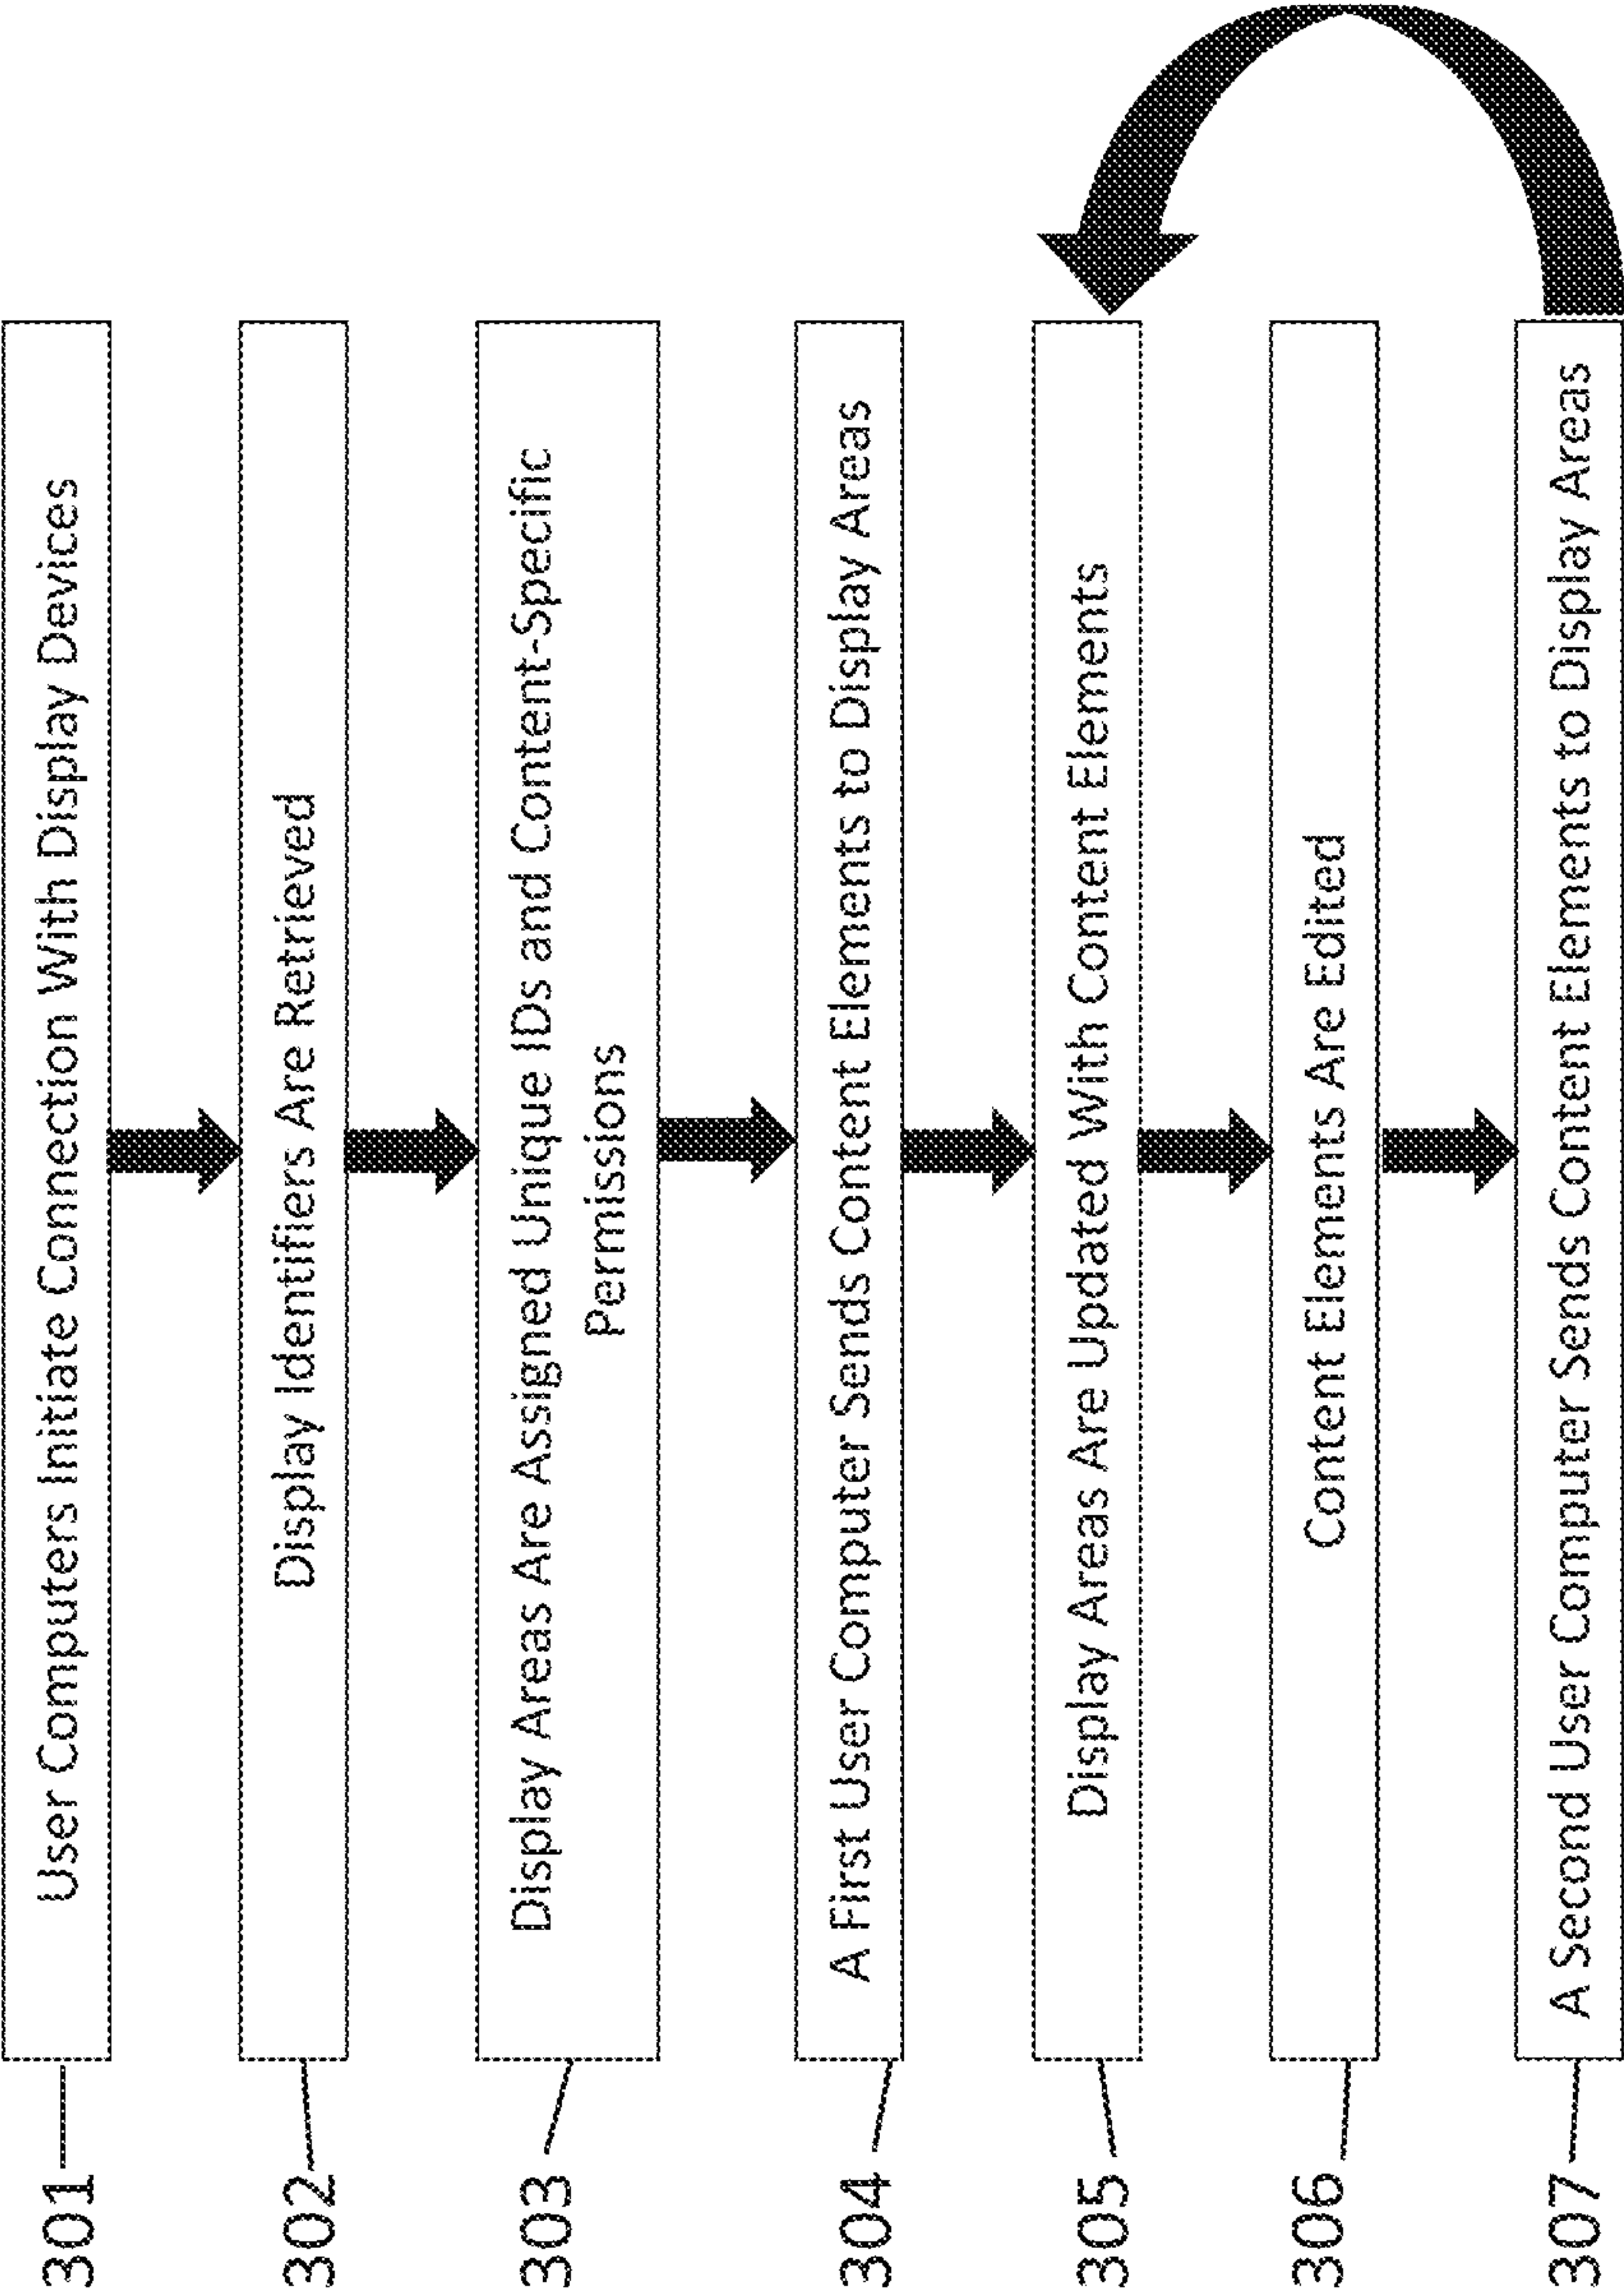 301
User Computers Initiate Connection With Display Devices
302
Display Identifiers Are Retrieved
303
Display Areas Are Assigned Unique IDs and Content-Specific
Permissions
304
A First User Computer Sends Content Elements to Display Areas
305
Display Areas Are Updated With Content Elements
306
Content Elements Are Edited
307
A Second User Computer Sends Content Elements to Display Areas